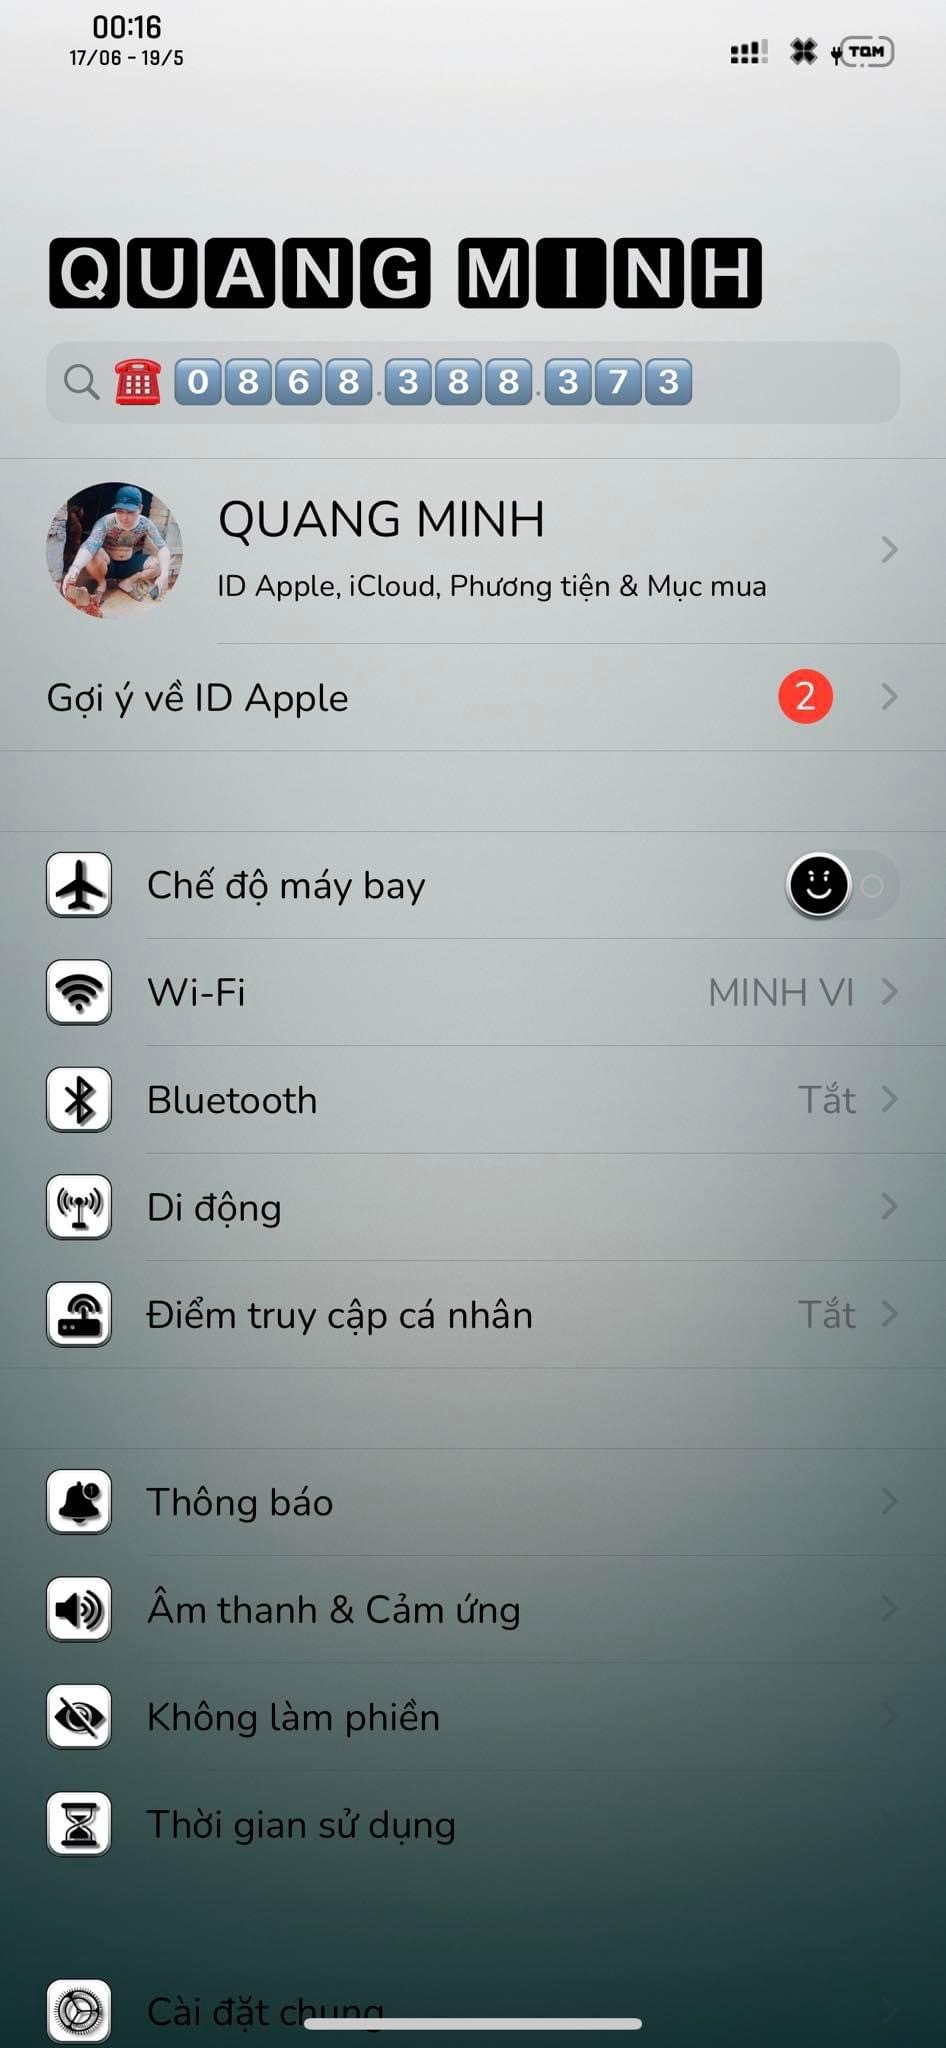 00:16
17/06 - 19/5
TQM
QUANG MINH
☎️ 0868.388.373
QUANG MINH
ID Apple, iCloud, Phương tiện & Mục mua
Gợi ý về ID Apple 2
Chế độ máy bay
Wi-Fi MINH VI
Bluetooth Tắt
Di động
Điểm truy cập cá nhân Tắt
Thông báo
Âm thanh & Cảm ứng
Không làm phiền
Thời gian sử dụng
Cài đặt chung